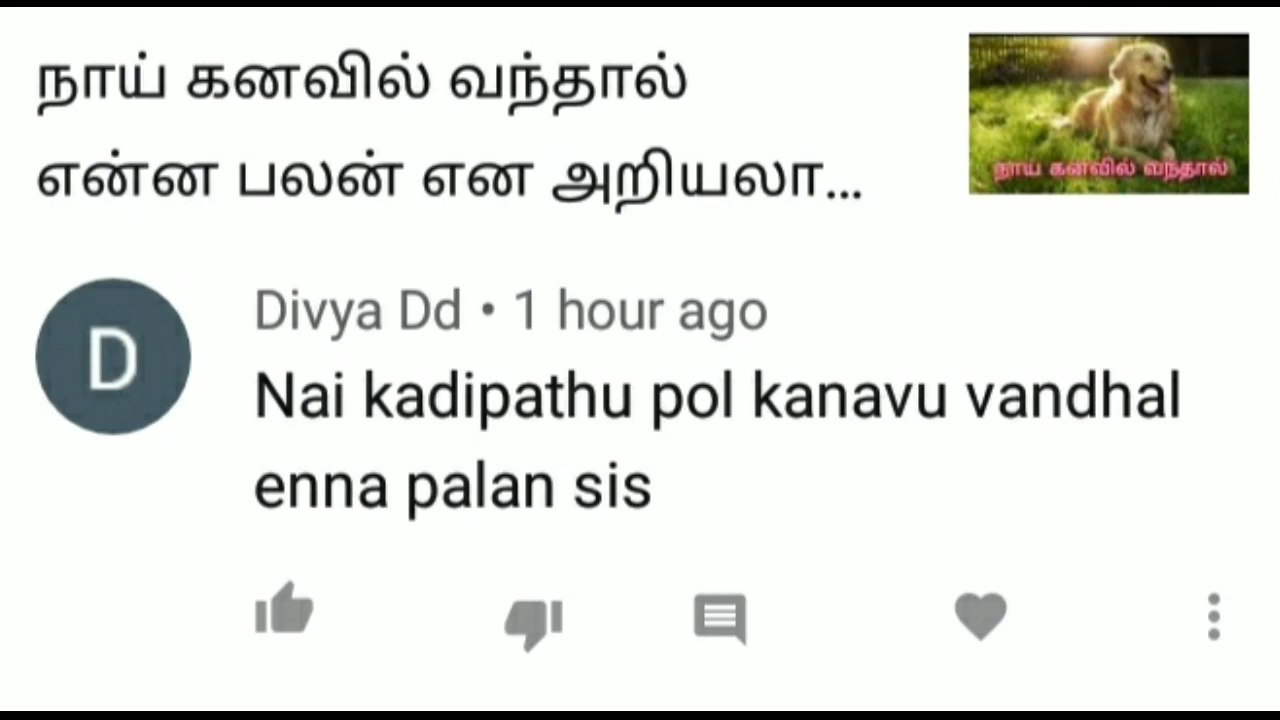 நாய் கனவில் வந்தால்
என்ன பலன் என அறியலா...
நாய் கனவில் வந்தால்
D
Divya Dd • 1 hour ago
Nai kadipathu pol kanavu vandhal
enna palan sis